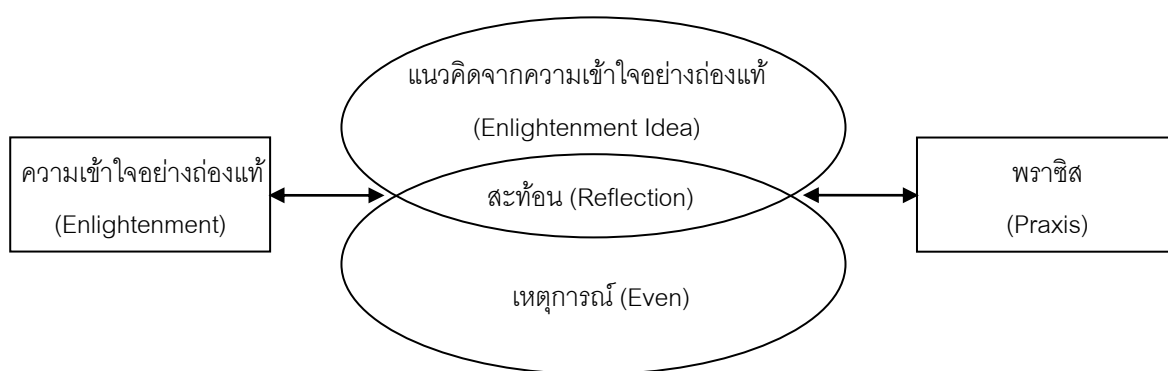 แนวคิดจากความเข้าใจอย่างถ่องแท้
(Enlightenment Idea)
ความเข้าใจอย่างถ่องแท้
(Enlightenment)
สะท้อน (Reflection)
พราซิส
(Praxis)
เหตุการณ์ (Even)